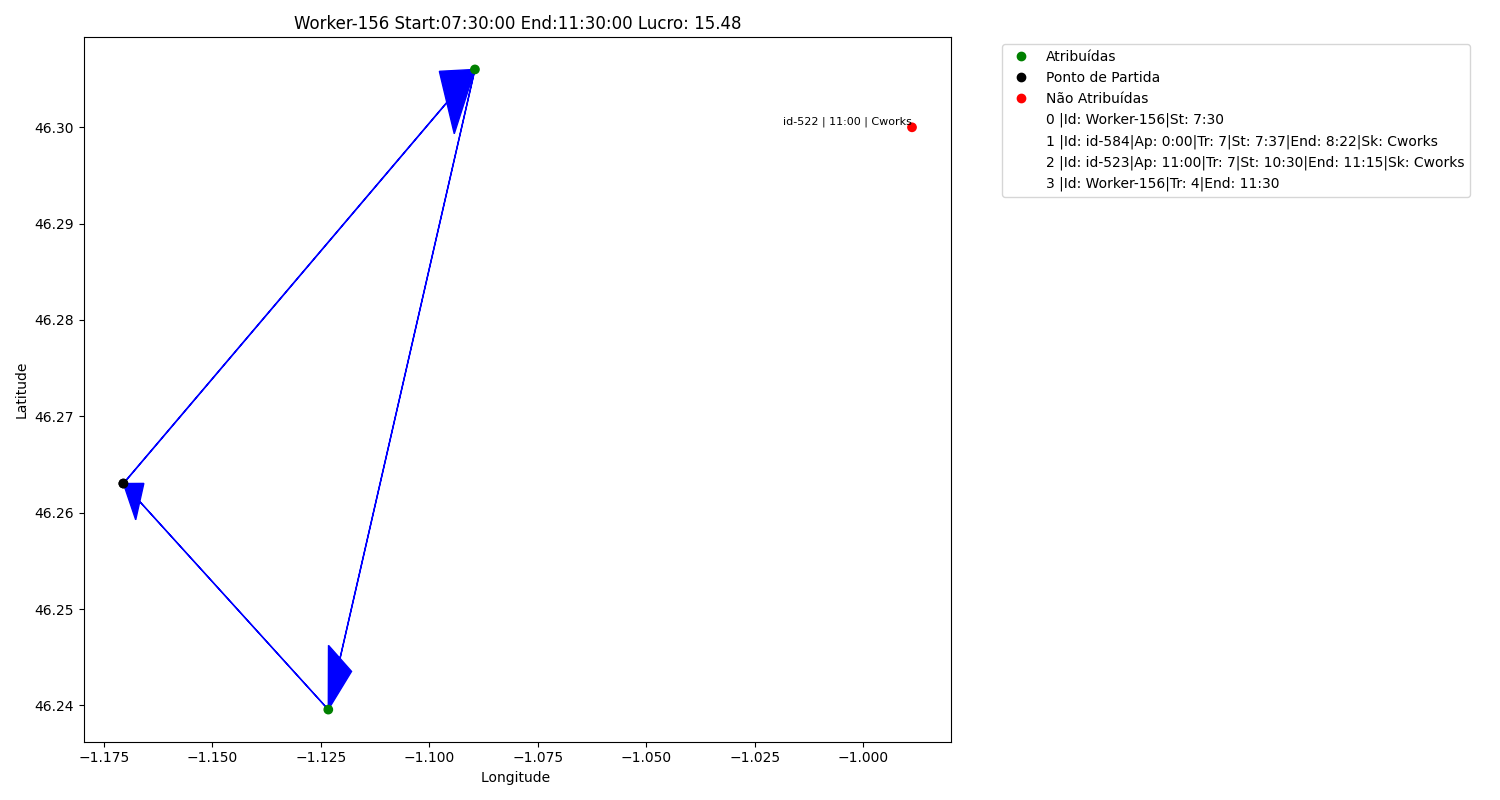 Worker-156 Start:07:30:00 End:11:30:00 Lucro: 15.48
Atribuídas
Ponto de Partida
Não Atribuídas
0 |Id: Worker-156|St: 7:30
1 |Id: id-584|Ap: 0:00|Tr: 7|St: 7:37|End: 8:22|Sk: Cworks
2 |Id: id-523|Ap: 11:00|Tr: 7|St: 10:30|End: 11:15|Sk: Cworks
3 |Id: Worker-156|Tr: 4|End: 11:30
id-522 | 11:00 | Cworks
46.30
46.29
46.28
46.27
46.26
46.25
46.24
Latitude
−1.175 −1.150 −1.125 −1.100 −1.075 −1.050 −1.025 −1.000
Longitude